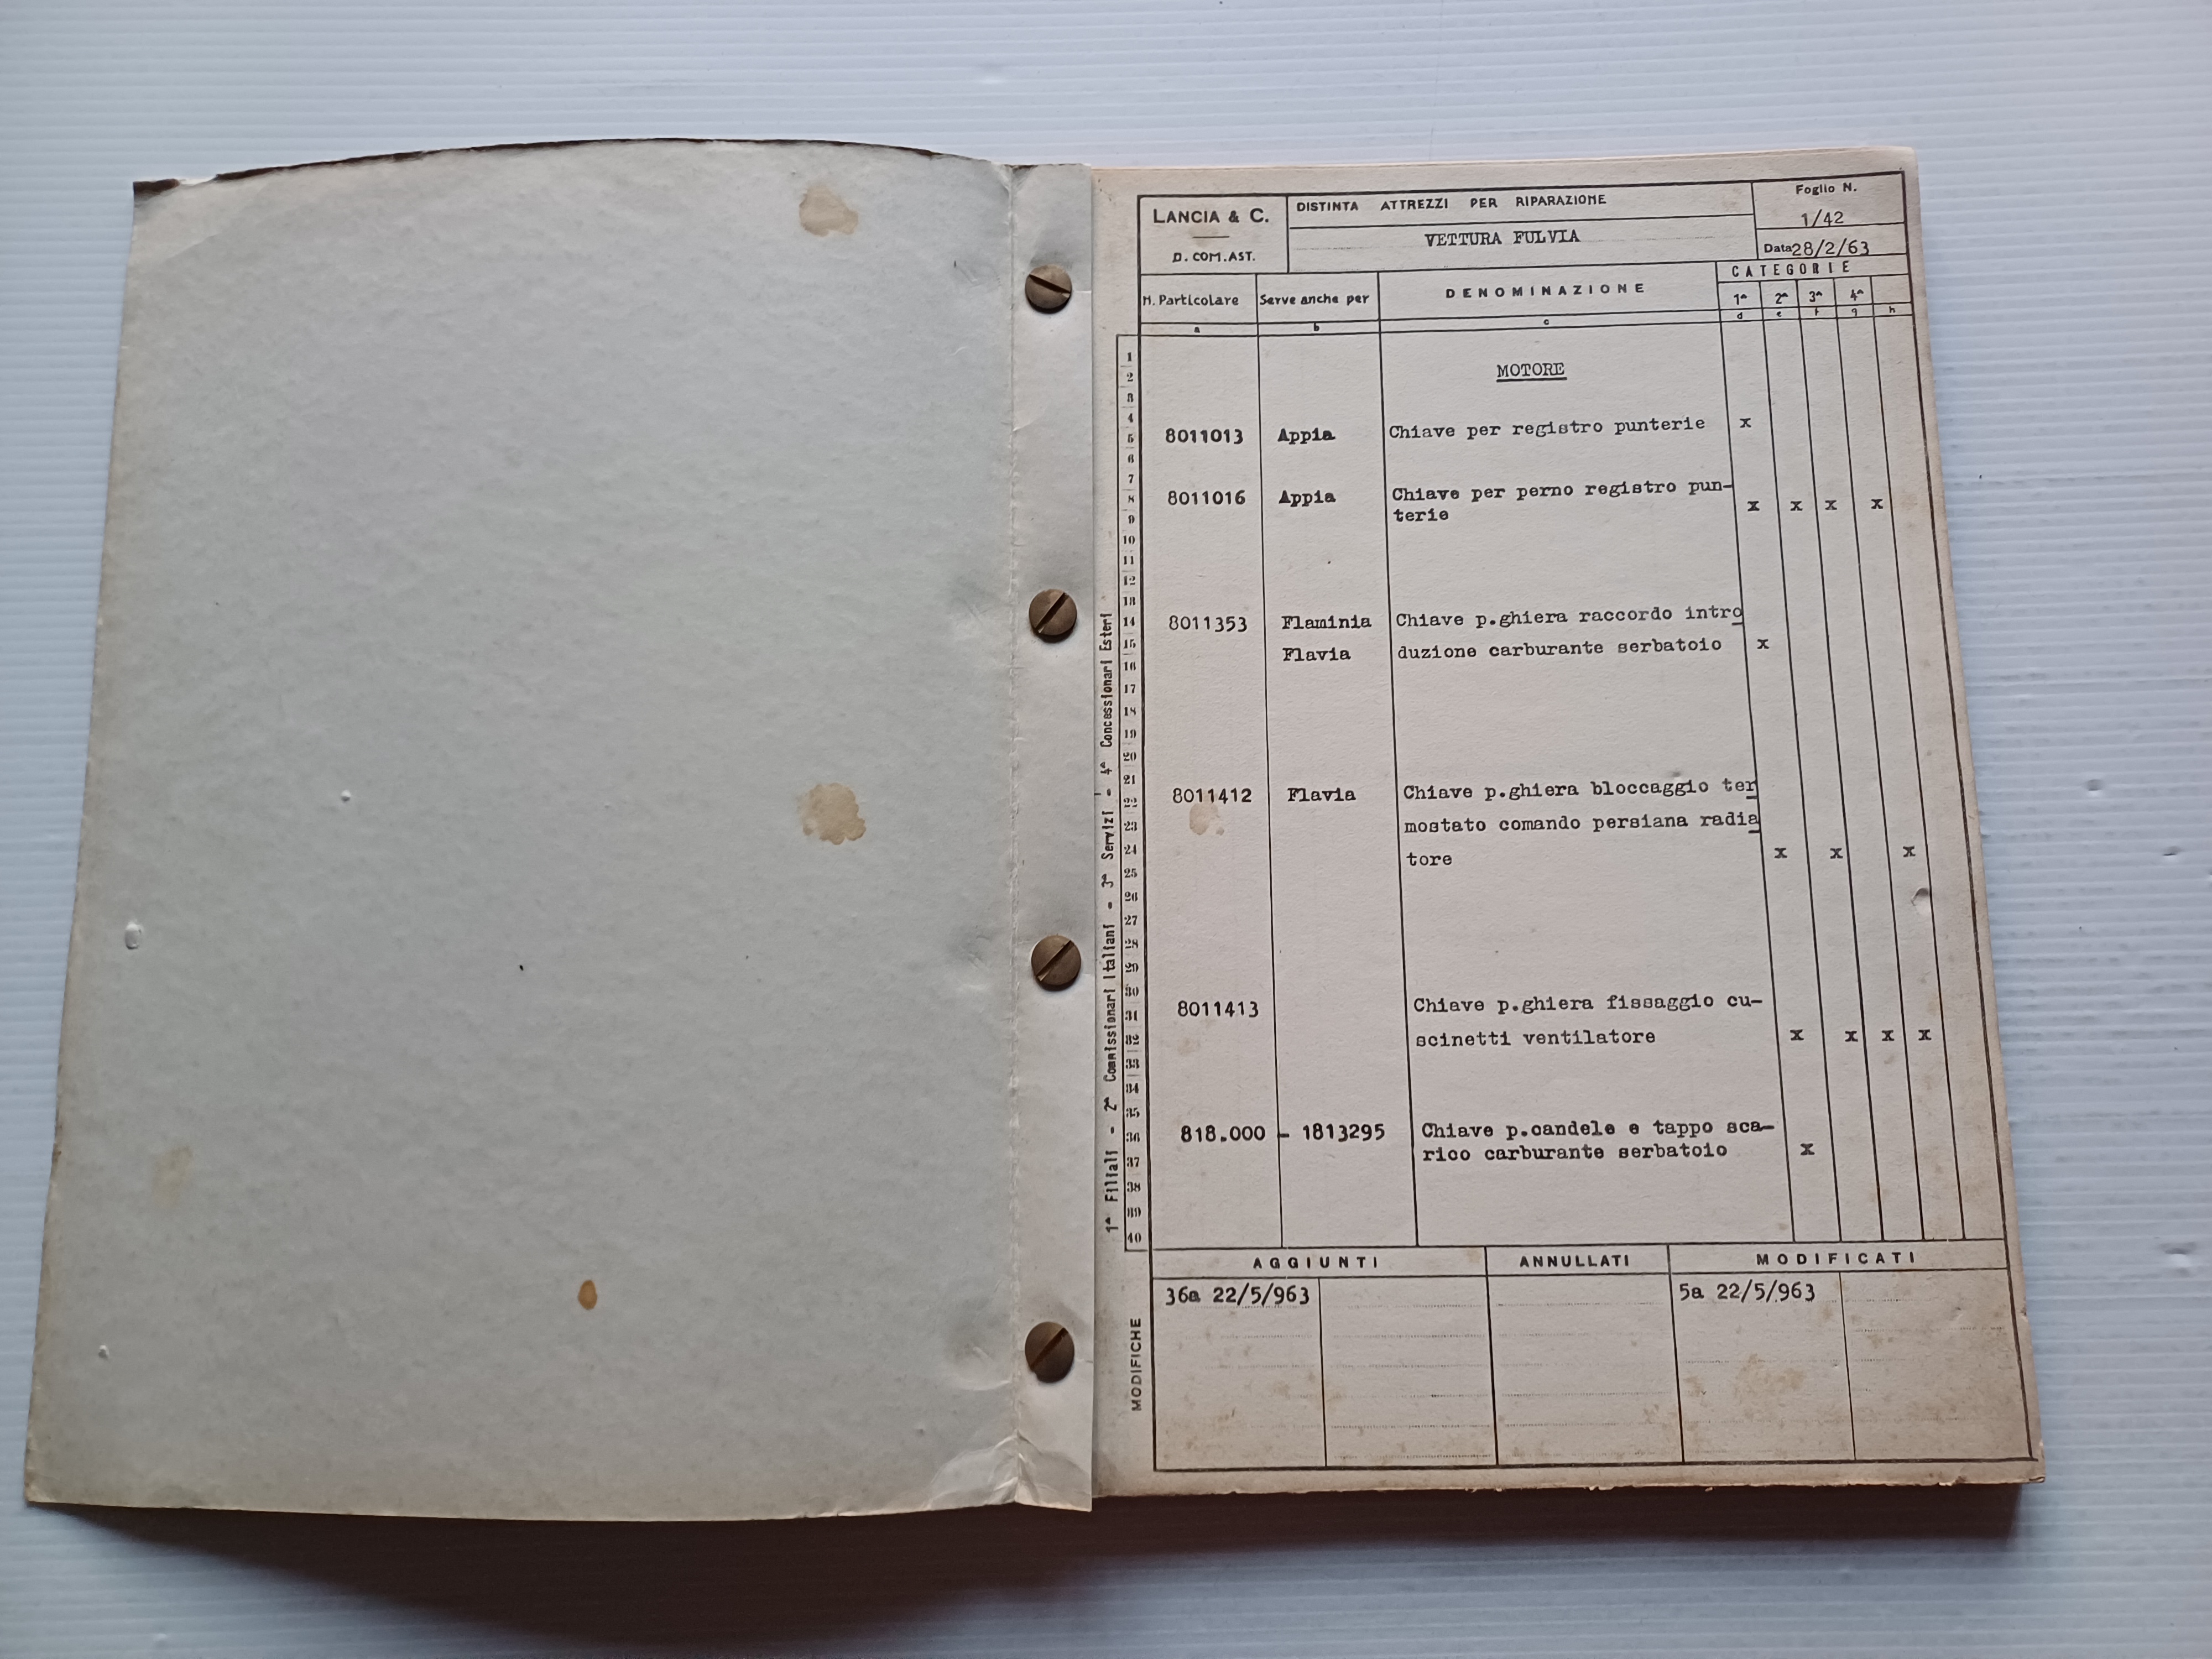 LANCIA & C.
D. COM.AST.
DISTINTA ATTREZZI PER RIPARAZIONE
VETTURA FULVIA
Foglio N.
1/42
Data 28/2/63
N. Particolare
Serve anche per
DENOMINAZIONE
CATEGORIE
1ª 2ª 3ª 4ª
a b c d e f g h
1
2
MOTORE
3
4
5 8011013 Appia Chiave per registro punterie x
6
7
8 8011016 Appia Chiave per perno registro pun-
9 terie x x x x
10
11
12
13
14 8011353 Flaminia Chiave p.ghiera raccordo intro
15 Flavia duzione carburante serbatoio x
16
17
18
19
20
21
22 8011412 Flavia Chiave p.ghiera bloccaggio ter
23 mostato comando persiana radia
24 tore x x x
25
26
27
28
29
30
31 8011413 Chiave p.ghiera fissaggio cu-
32 scinetti ventilatore x x x x
33
34
35
36 818.000 - 1813295 Chiave p.candele e tappo sca-
37 rico carburante serbatoio x
38
39
40
1ª Filiali - 2ª Commissionari Italiani - 3ª Servizi - 4ª Concessionari Esteri
MODIFICHE
AGGIUNTI ANNULLATI MODIFICATI
36a 22/5/963 5a 22/5/963